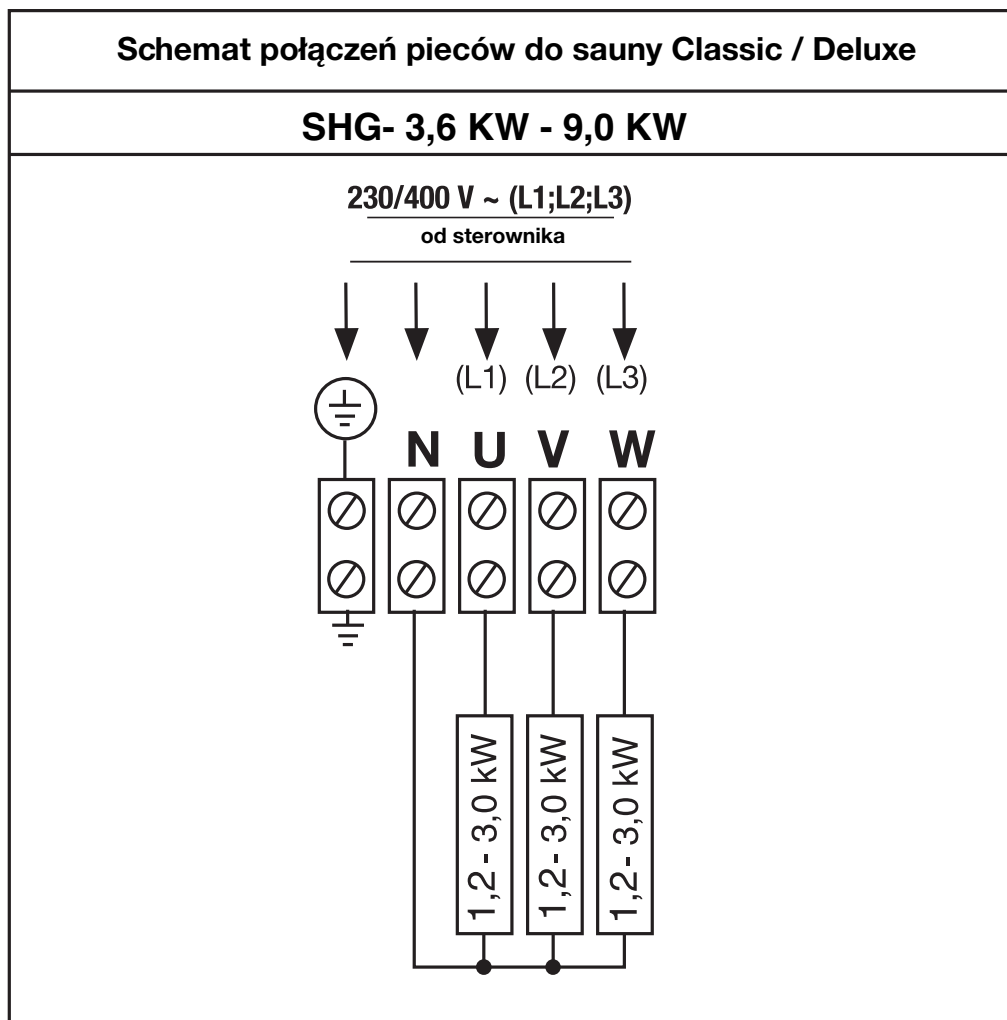 Schemat połączeń pieców do sauny Classic / Deluxe
SHG- 3,6 KW - 9,0 KW
230/400 V ~ (L1;L2;L3)
od sterownika
(L1) (L2) (L3)
N U V W
1,2- 3,0 kW
1,2- 3,0 kW
1,2- 3,0 kW